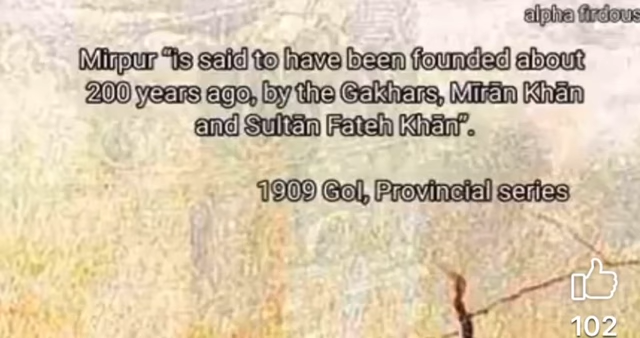 alpha firdous
Mirpur “is said to have been founded about
200 years ago, by the Gakhars, Mīrān Khān
and Sultān Fateh Khān”.
1909 GoI, Provincial series
102